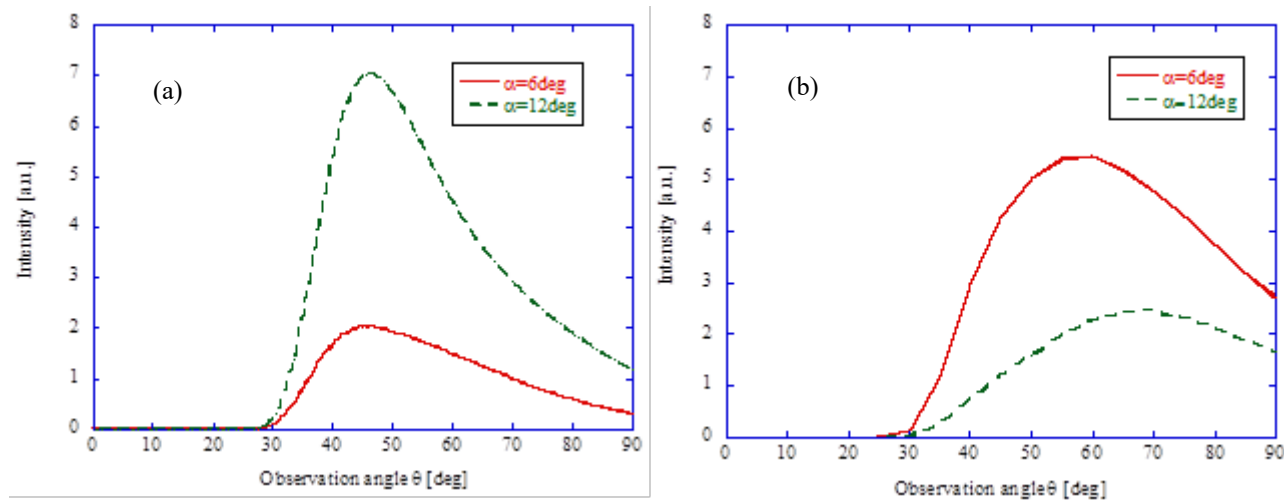 8
7
6
5
4
3
2
1
0
Intensity [a.u.]
(a)
α=6deg
α=12deg
0 10 20 30 40 50 60 70 80 90
Observation angle θ [deg]
8
7
6
5
4
3
2
1
0
Intensity [a.u.]
(b)
α=6deg
α=12deg
0 10 20 30 40 50 60 70 80 90
Observation angle θ [deg]